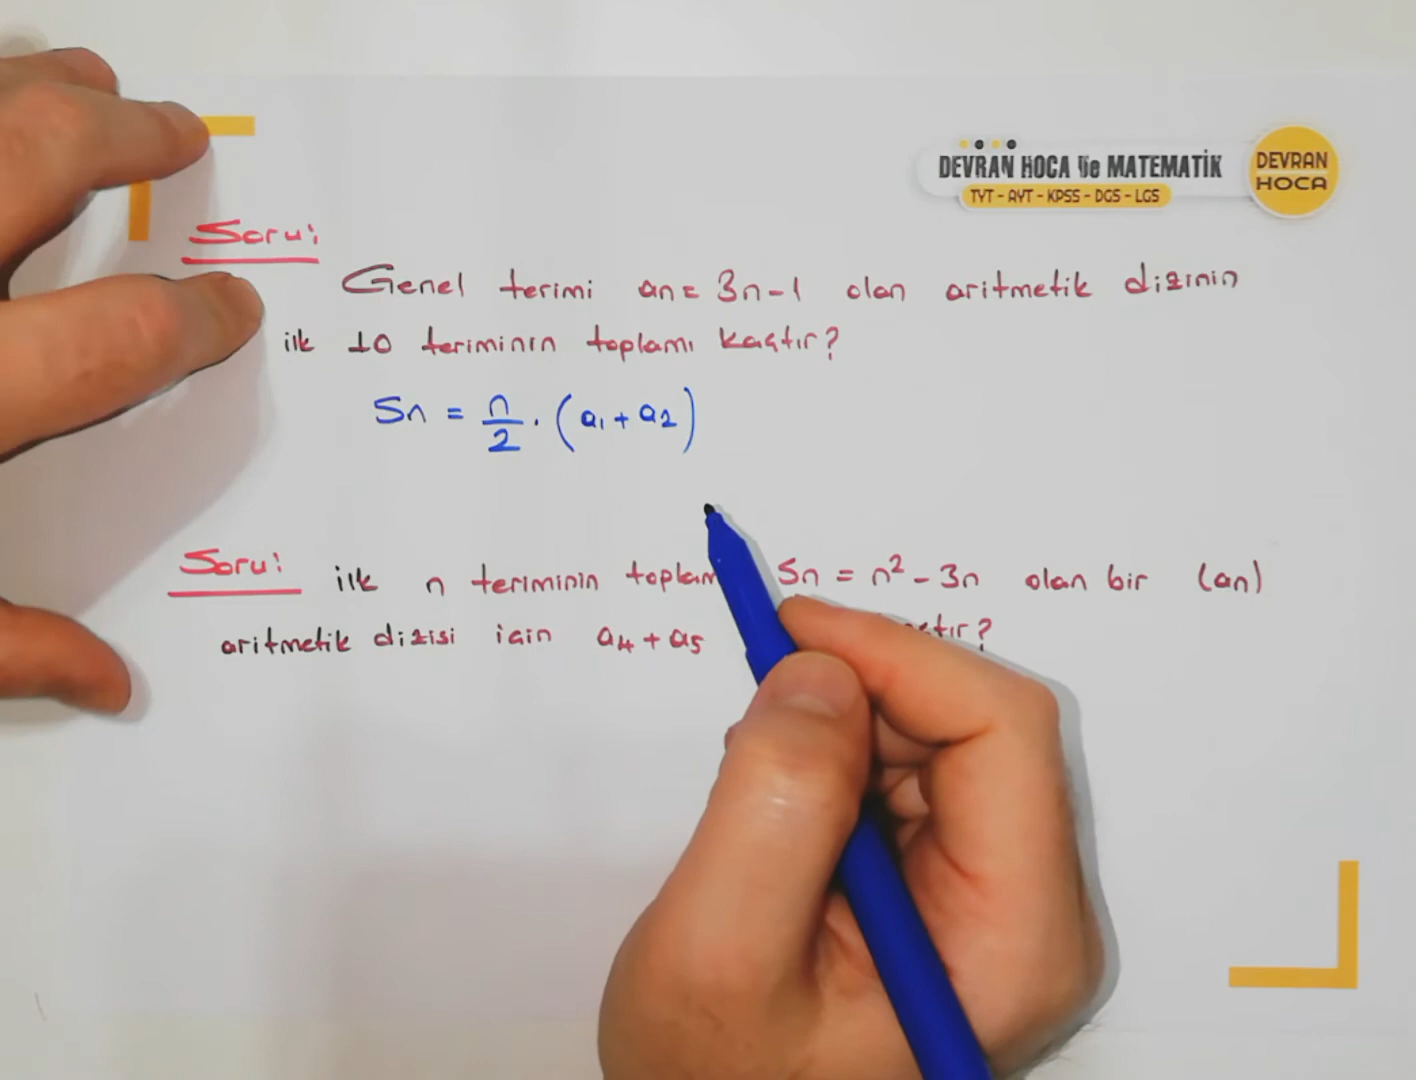 DEVRAN HOCA ile MATEMATİK
TYT - AYT - KPSS - DGS - LGS
DEVRAN
HOCA
Soru:
Genel terimi an = 3n-1 olan aritmetik dizinin
ilk 10 teriminin toplamı kaçtır?
Sn = n/2 . (a1 + a2)
Soru: ilk n teriminin Sn = n² - 3n olan bir (an)
aritmetik dizisi için a4 + a5